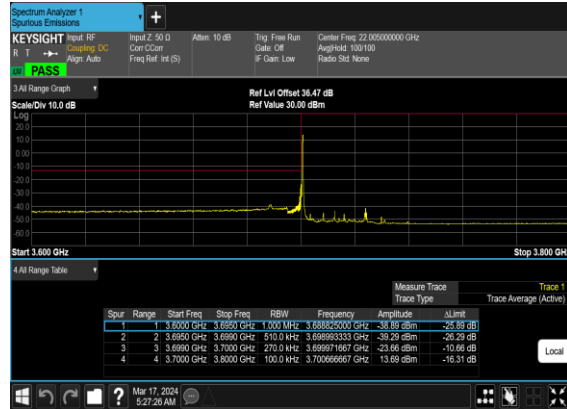 Spectrum Analyzer 1
Spurious Emissions
KEYSIGHT Input: RF Input Z: 50 Ω Atten: 10 dB Trig: Free Run Center Freq: 22.005000000 GHz
R T Coupling: DC Corr CCorr Gate: Off Avg|Hold: 100/100
Align: Auto Freq Ref: Int (S) IF Gain: Low Radio Std: None
PASS
3 All Range Graph
Ref Lvl Offset 36.47 dB
Scale/Div 10.0 dB Ref Value 30.00 dBm
Log
20.0
10.0
0.00
-10.0
-20.0
-30.0
-40.0
-50.0
-60.0
Start 3.600 GHz Stop 3.800 GH
4 All Range Table
Measure Trace Trace 1
Trace Type Trace Average (Active)
Spur Range Start Freq Stop Freq RBW Frequency Amplitude ΔLimit
1 1 3.6000 GHz 3.6950 GHz 1.000 MHz 3.688825000 GHz -38.89 dBm -25.89 dB
2 2 3.6950 GHz 3.6990 GHz 510.0 kHz 3.698993333 GHz -39.29 dBm -26.29 dB
3 3 3.6990 GHz 3.7000 GHz 270.0 kHz 3.699971667 GHz -23.66 dBm -10.66 dB
4 4 3.7000 GHz 3.8000 GHz 100.0 kHz 3.700666667 GHz 13.69 dBm -16.31 dB
Local
? Mar 17, 2024
5:27:26 AM